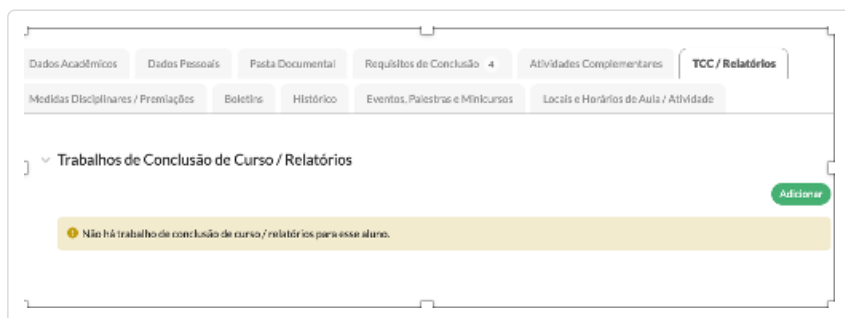 Dados Acadêmicos Dados Pessoais Pasta Documental Requisitos de Conclusão 4 Atividades Complementares TCC / Relatórios
Medidas Disciplinares / Premiações Boletins Histórico Eventos, Palestras e Minicursos Locais e Horários de Aula / Atividade
Trabalhos de Conclusão de Curso / Relatórios
Adicionar
Não há trabalho de conclusão de curso / relatórios para esse aluno.